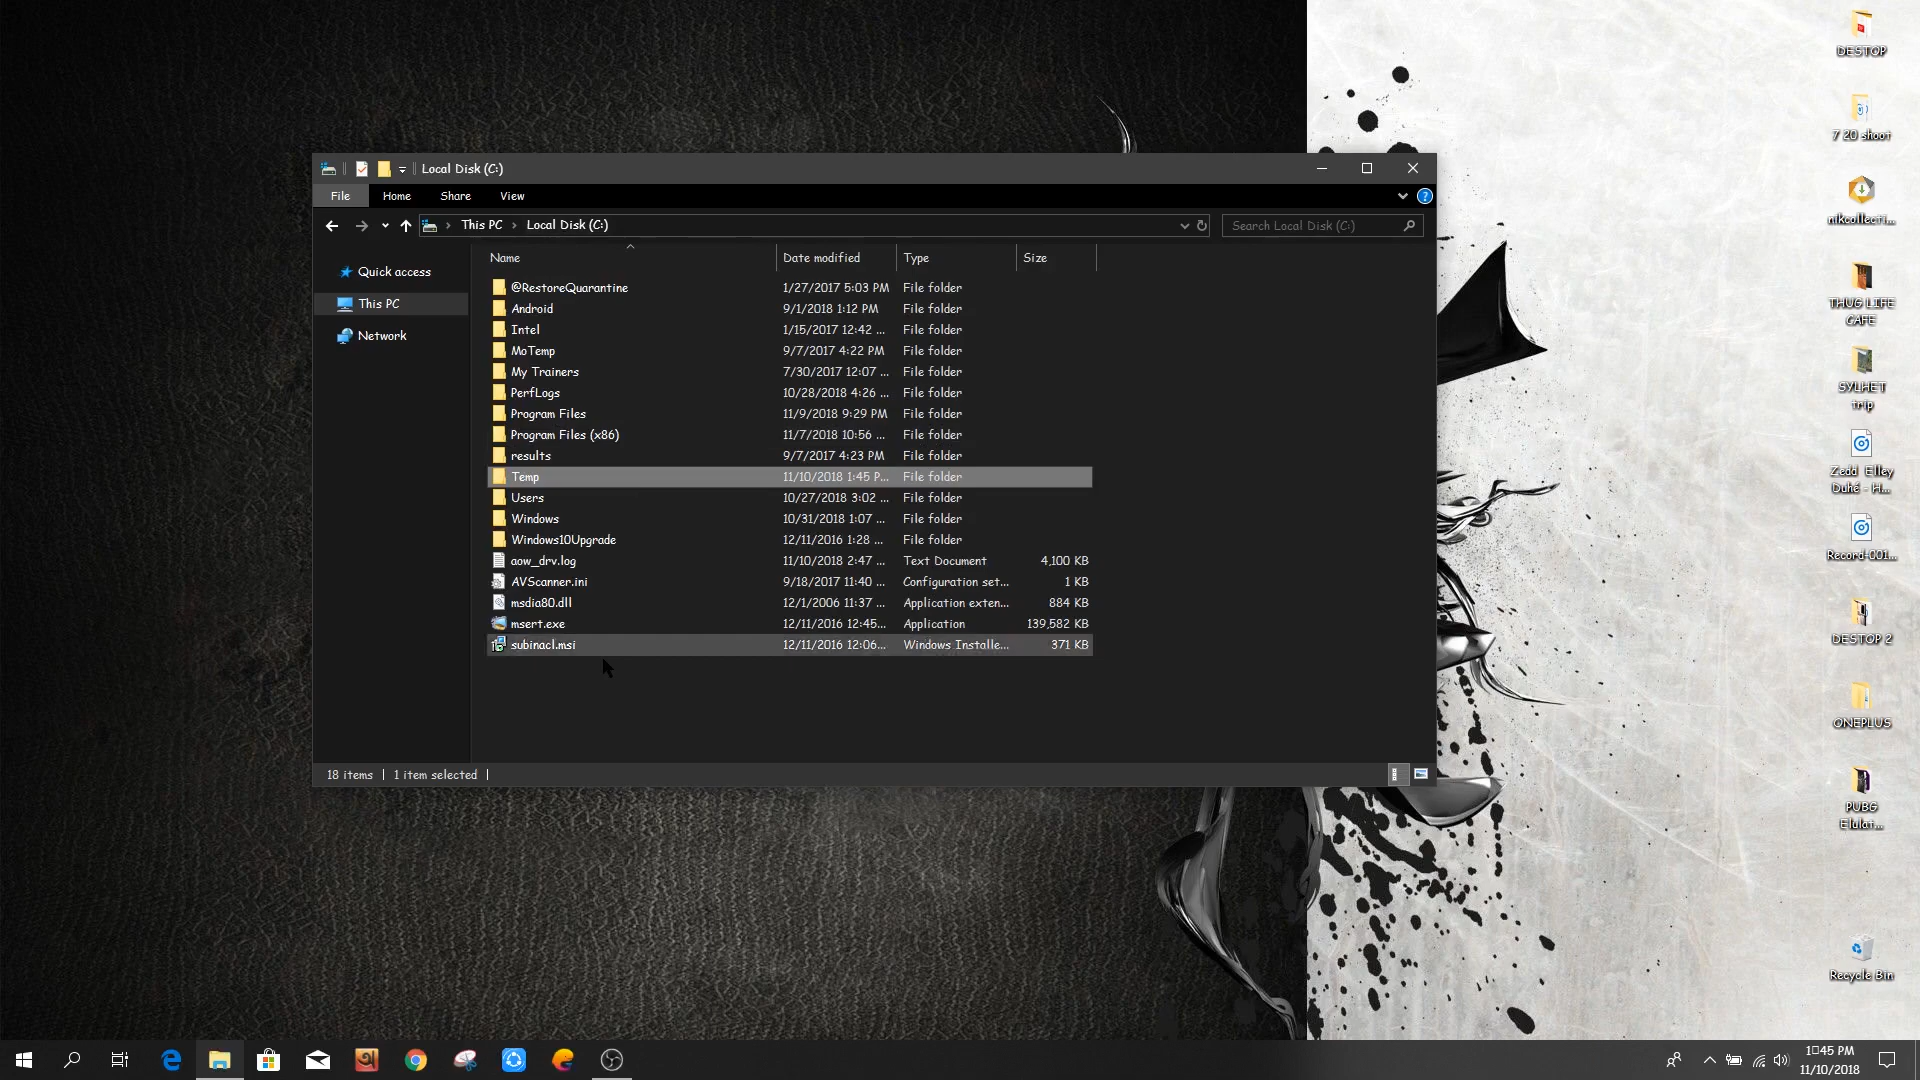 Local Disk (C:)
File Home Share View
This PC Local Disk (C:) Search Local Disk (C:)
Quick access
This PC
Network
Name Date modified Type Size
@RestoreQuarantine 1/27/2017 5:03 PM File folder
Android 9/1/2018 1:12 PM File folder
Intel 1/15/2017 12:42 ... File folder
MoTemp 9/7/2017 4:22 PM File folder
My Trainers 7/30/2017 12:07 ... File folder
PerfLogs 10/28/2018 4:26 ... File folder
Program Files 11/9/2018 9:29 PM File folder
Program Files (x86) 11/7/2018 10:56 ... File folder
results 9/7/2017 4:23 PM File folder
Temp 11/10/2018 1:45 P... File folder
Users 10/27/2018 3:02 ... File folder
Windows 10/31/2018 1:07 ... File folder
Windows10Upgrade 12/11/2016 1:28 ... File folder
aow_drv.log 11/10/2018 2:47 ... Text Document 4,100 KB
AVScanner.ini 9/18/2017 11:40 ... Configuration set... 1 KB
msdia80.dll 12/1/2006 11:37 ... Application exten... 884 KB
msert.exe 12/11/2016 12:45... Application 139,582 KB
subinacl.msi 12/11/2016 12:06... Windows Installe... 371 KB
18 items 1 item selected
DESTOP
7 20 shoot
nikcollecti...
THUG LIFE
CAFE
SYLHET
trip
Zedd_Elley
Duhé - H...
Record-001...
DESTOP 2
ONEPLUS
PUBG
Elulat...
Recycle Bin
1:45 PM
11/10/2018